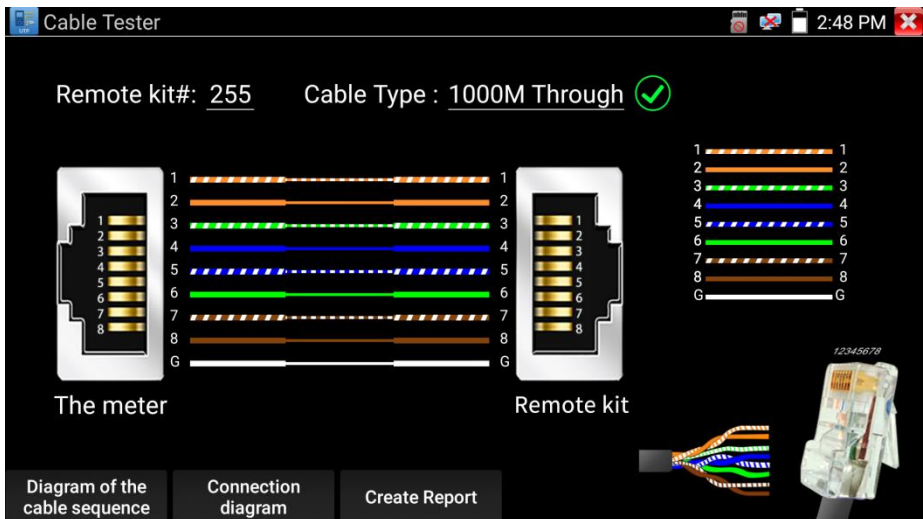 UTP
Cable Tester
2:48 PM
Remote kit#: 255
Cable Type : 1000M Through
1 1
2 2
3 3
4 4
5 5
6 6
7 7
8 8
G G
1
2
3
4
5
6
7
8
1
2
3
4
5
6
7
8
The meter
Remote kit
1 1
2 2
3 3
4 4
5 5
6 6
7 7
8 8
G G
12345678
Diagram of the
cable sequence
Connection
diagram
Create Report